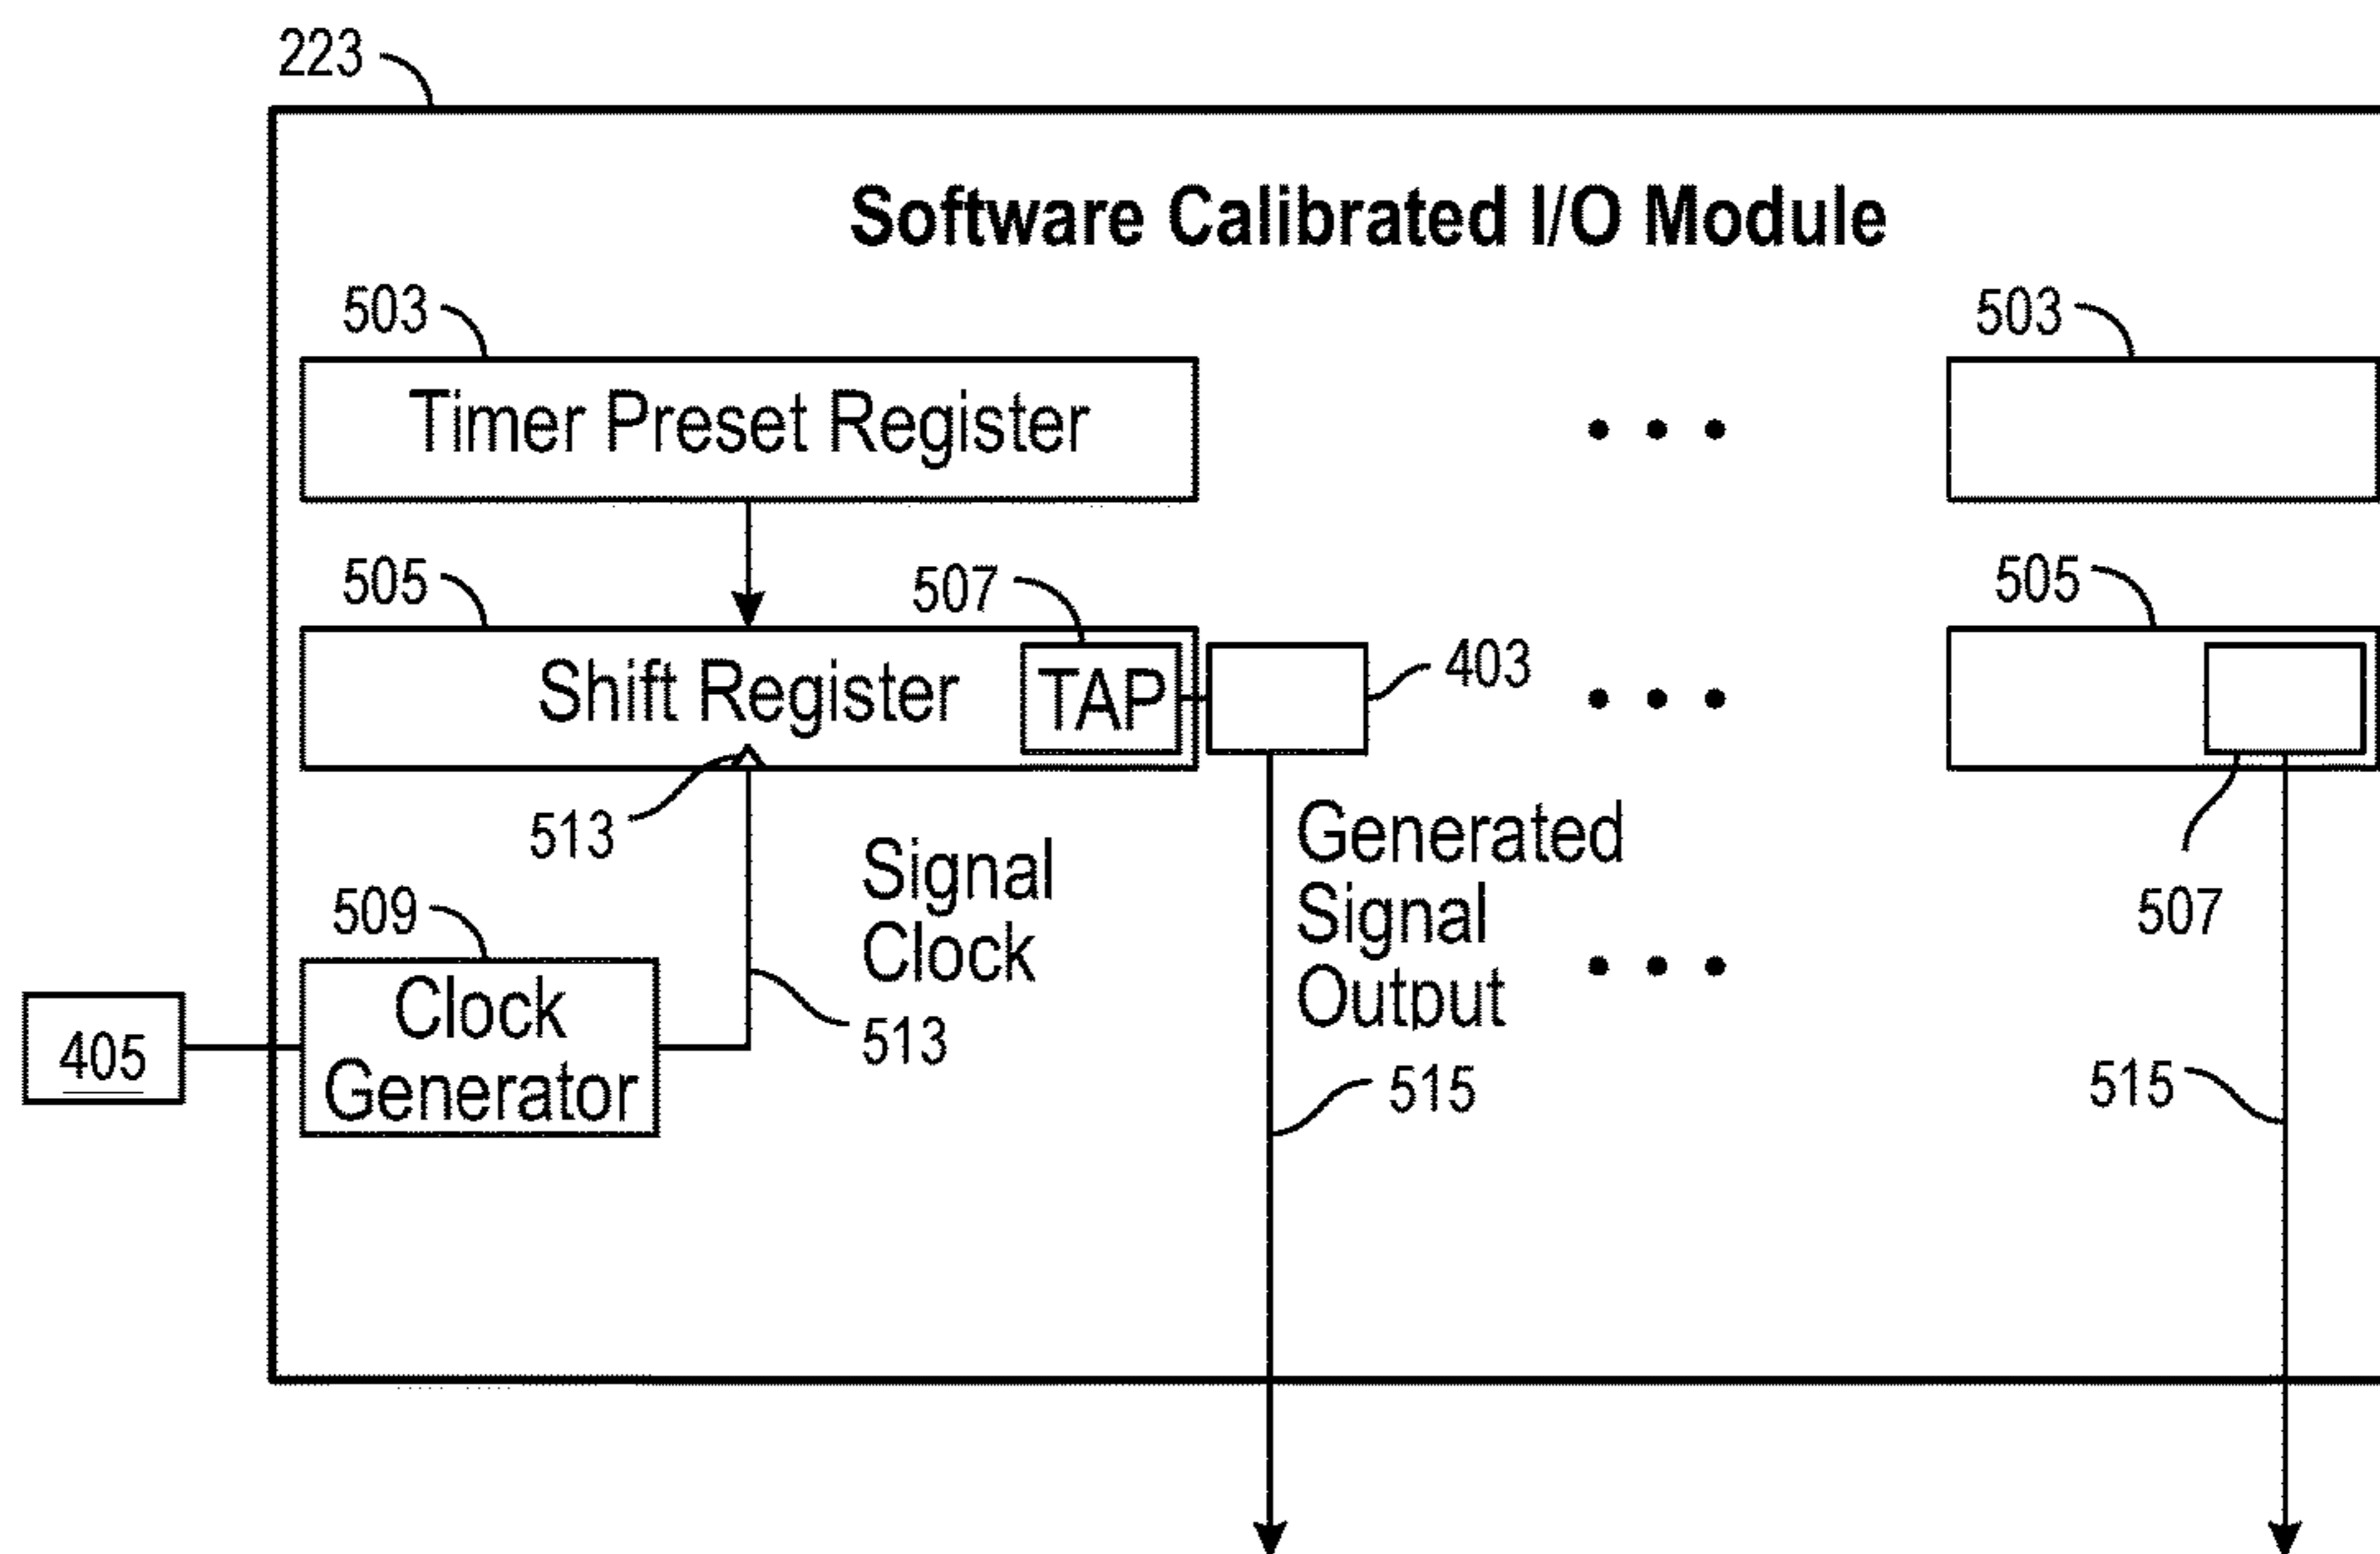 223
Software Calibrated I/O Module
503
503
Timer Preset Register
505
507
505
Shift Register
TAP
403
513
Signal
Clock
Generated
Signal
Output
507
509
Clock
Generator
405
513
515
515